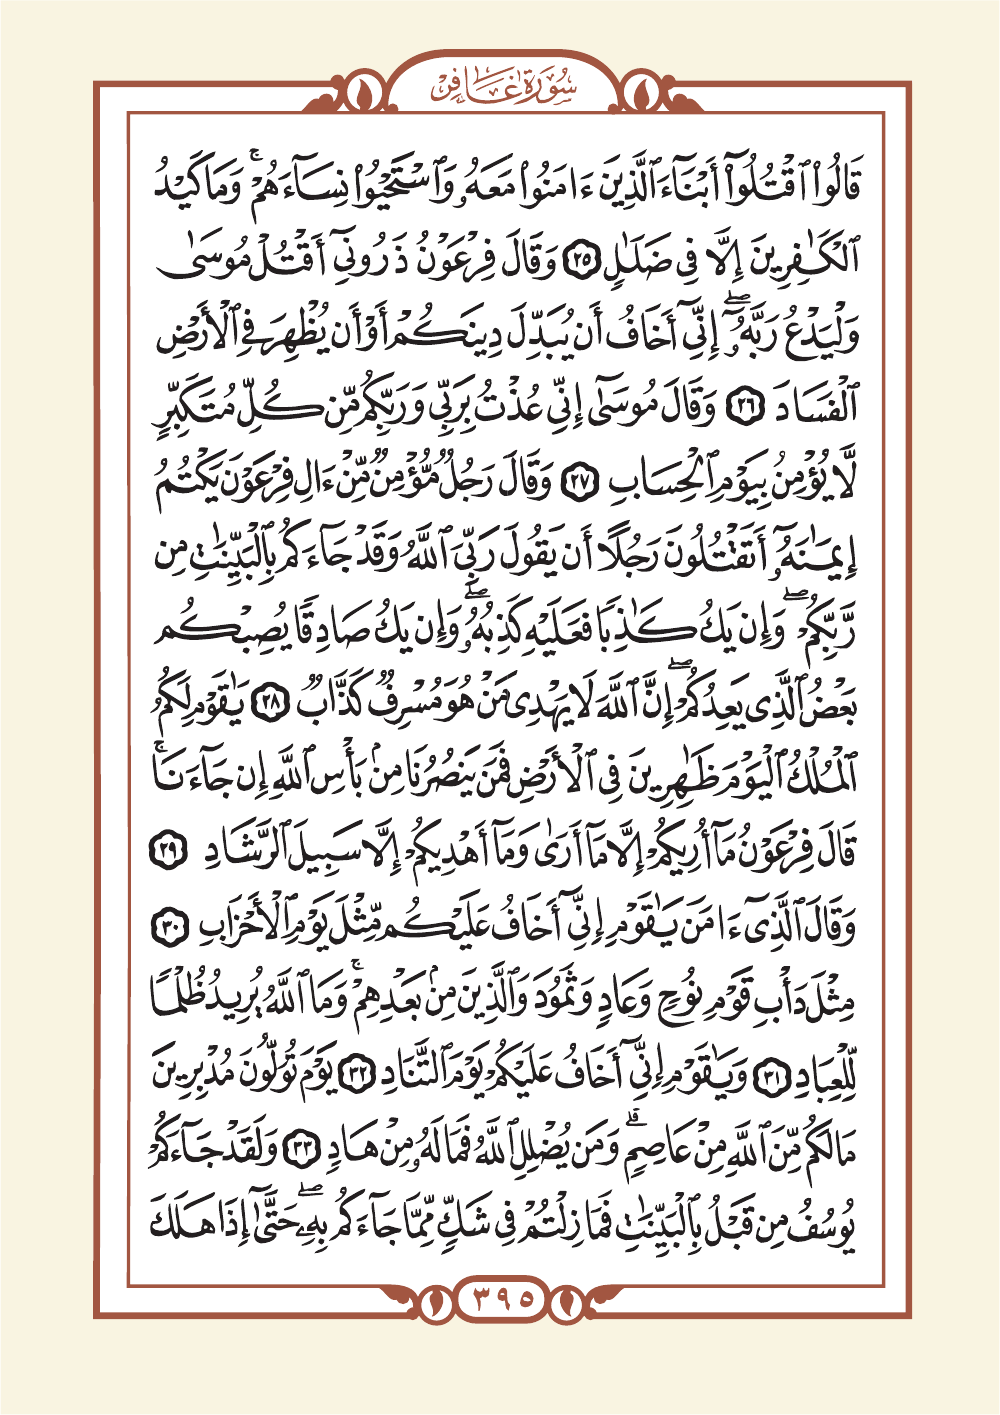 سُورَةُ غَافِرٍ
قَالُوا۟ ٱقْتُلُوٓا۟ أَبْنَآءَ ٱلَّذِينَ ءَامَنُوا۟ مَعَهُۥ وَٱسْتَحْيُوا۟ نِسَآءَهُمْ ۚ وَمَا كَيْدُ
ٱلْكَٰفِرِينَ إِلَّا فِى ضَلَٰلٍ ٢٥ وَقَالَ فِرْعَوْنُ ذَرُونِىٓ أَقْتُلْ مُوسَىٰ
وَلْيَدْعُ رَبَّهُۥٓ ۖ إِنِّىٓ أَخَافُ أَن يُبَدِّلَ دِينَكُمْ أَوْ أَن يُظْهِرَ فِى ٱلْأَرْضِ
ٱلْفَسَادَ ٢٦ وَقَالَ مُوسَىٰٓ إِنِّى عُذْتُ بِرَبِّى وَرَبِّكُم مِّن كُلِّ مُتَكَبِّرٍ
لَّا يُؤْمِنُ بِيَوْمِ ٱلْحِسَابِ ٢٧ وَقَالَ رَجُلٌ مُّؤْمِنٌ مِّنْ ءَالِ فِرْعَوْنَ يَكْتُمُ
إِيمَٰنَهُۥٓ أَتَقْتُلُونَ رَجُلًا أَن يَقُولَ رَبِّىَ ٱللَّهُ وَقَدْ جَآءَكُم بِٱلْبَيِّنَٰتِ مِن
رَّبِّكُمْ ۖ وَإِن يَكُ كَٰذِبًا فَعَلَيْهِ كَذِبُهُۥ ۖ وَإِن يَكُ صَادِقًا يُصِبْكُم
بَعْضُ ٱلَّذِى يَعِدُكُمْ ۖ إِنَّ ٱللَّهَ لَا يَهْدِى مَنْ هُوَ مُسْرِفٌ كَذَّابٌ ٢٨ يَٰقَوْمِ لَكُمُ
ٱلْمُلْكُ ٱلْيَوْمَ ظَٰهِرِينَ فِى ٱلْأَرْضِ فَمَن يَنصُرُنَا مِنۢ بَأْسِ ٱللَّهِ إِن جَآءَنَا ۚ
قَالَ فِرْعَوْنُ مَآ أُرِيكُمْ إِلَّا مَآ أَرَىٰ وَمَآ أَهْدِيكُمْ إِلَّا سَبِيلَ ٱلرَّشَادِ ٢٩
وَقَالَ ٱلَّذِىٓ ءَامَنَ يَٰقَوْمِ إِنِّىٓ أَخَافُ عَلَيْكُم مِّثْلَ يَوْمِ ٱلْأَحْزَابِ ٣٠
مِثْلَ دَأْبِ قَوْمِ نُوحٍ وَعَادٍ وَثَمُودَ وَٱلَّذِينَ مِنۢ بَعْدِهِمْ ۚ وَمَا ٱللَّهُ يُرِيدُ ظُلْمًا
لِّلْعِبَادِ ٣١ وَيَٰقَوْمِ إِنِّىٓ أَخَافُ عَلَيْكُمْ يَوْمَ ٱلتَّنَادِ ٣٢ يَوْمَ تُوَلُّونَ مُدْبِرِينَ
مَا لَكُم مِّنَ ٱللَّهِ مِنْ عَاصِمٍ ۗ وَمَن يُضْلِلِ ٱللَّهُ فَمَا لَهُۥ مِنْ هَادٍ ٣٣ وَلَقَدْ جَآءَكُمْ
يُوسُفُ مِن قَبْلُ بِٱلْبَيِّنَٰتِ فَمَا زِلْتُمْ فِى شَكٍّ مِّمَّا جَآءَكُم بِهِۦ ۖ حَتَّىٰٓ إِذَا هَلَكَ
٣٩٥